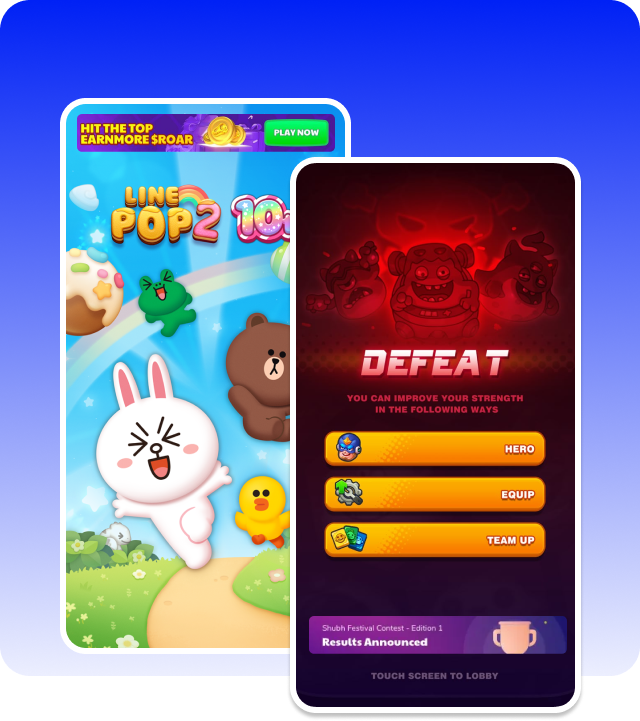 HIT THE TOP
EARNMORE $ROAR
PLAY NOW
LINE
POP2
DEFEAT
YOU CAN IMPROVE YOUR STRENGTH
IN THE FOLLOWING WAYS
HERO
EQUIP
TEAM UP
Shubh Festival Contest - Edition 1
Results Announced
TOUCH SCREEN TO LOBBY